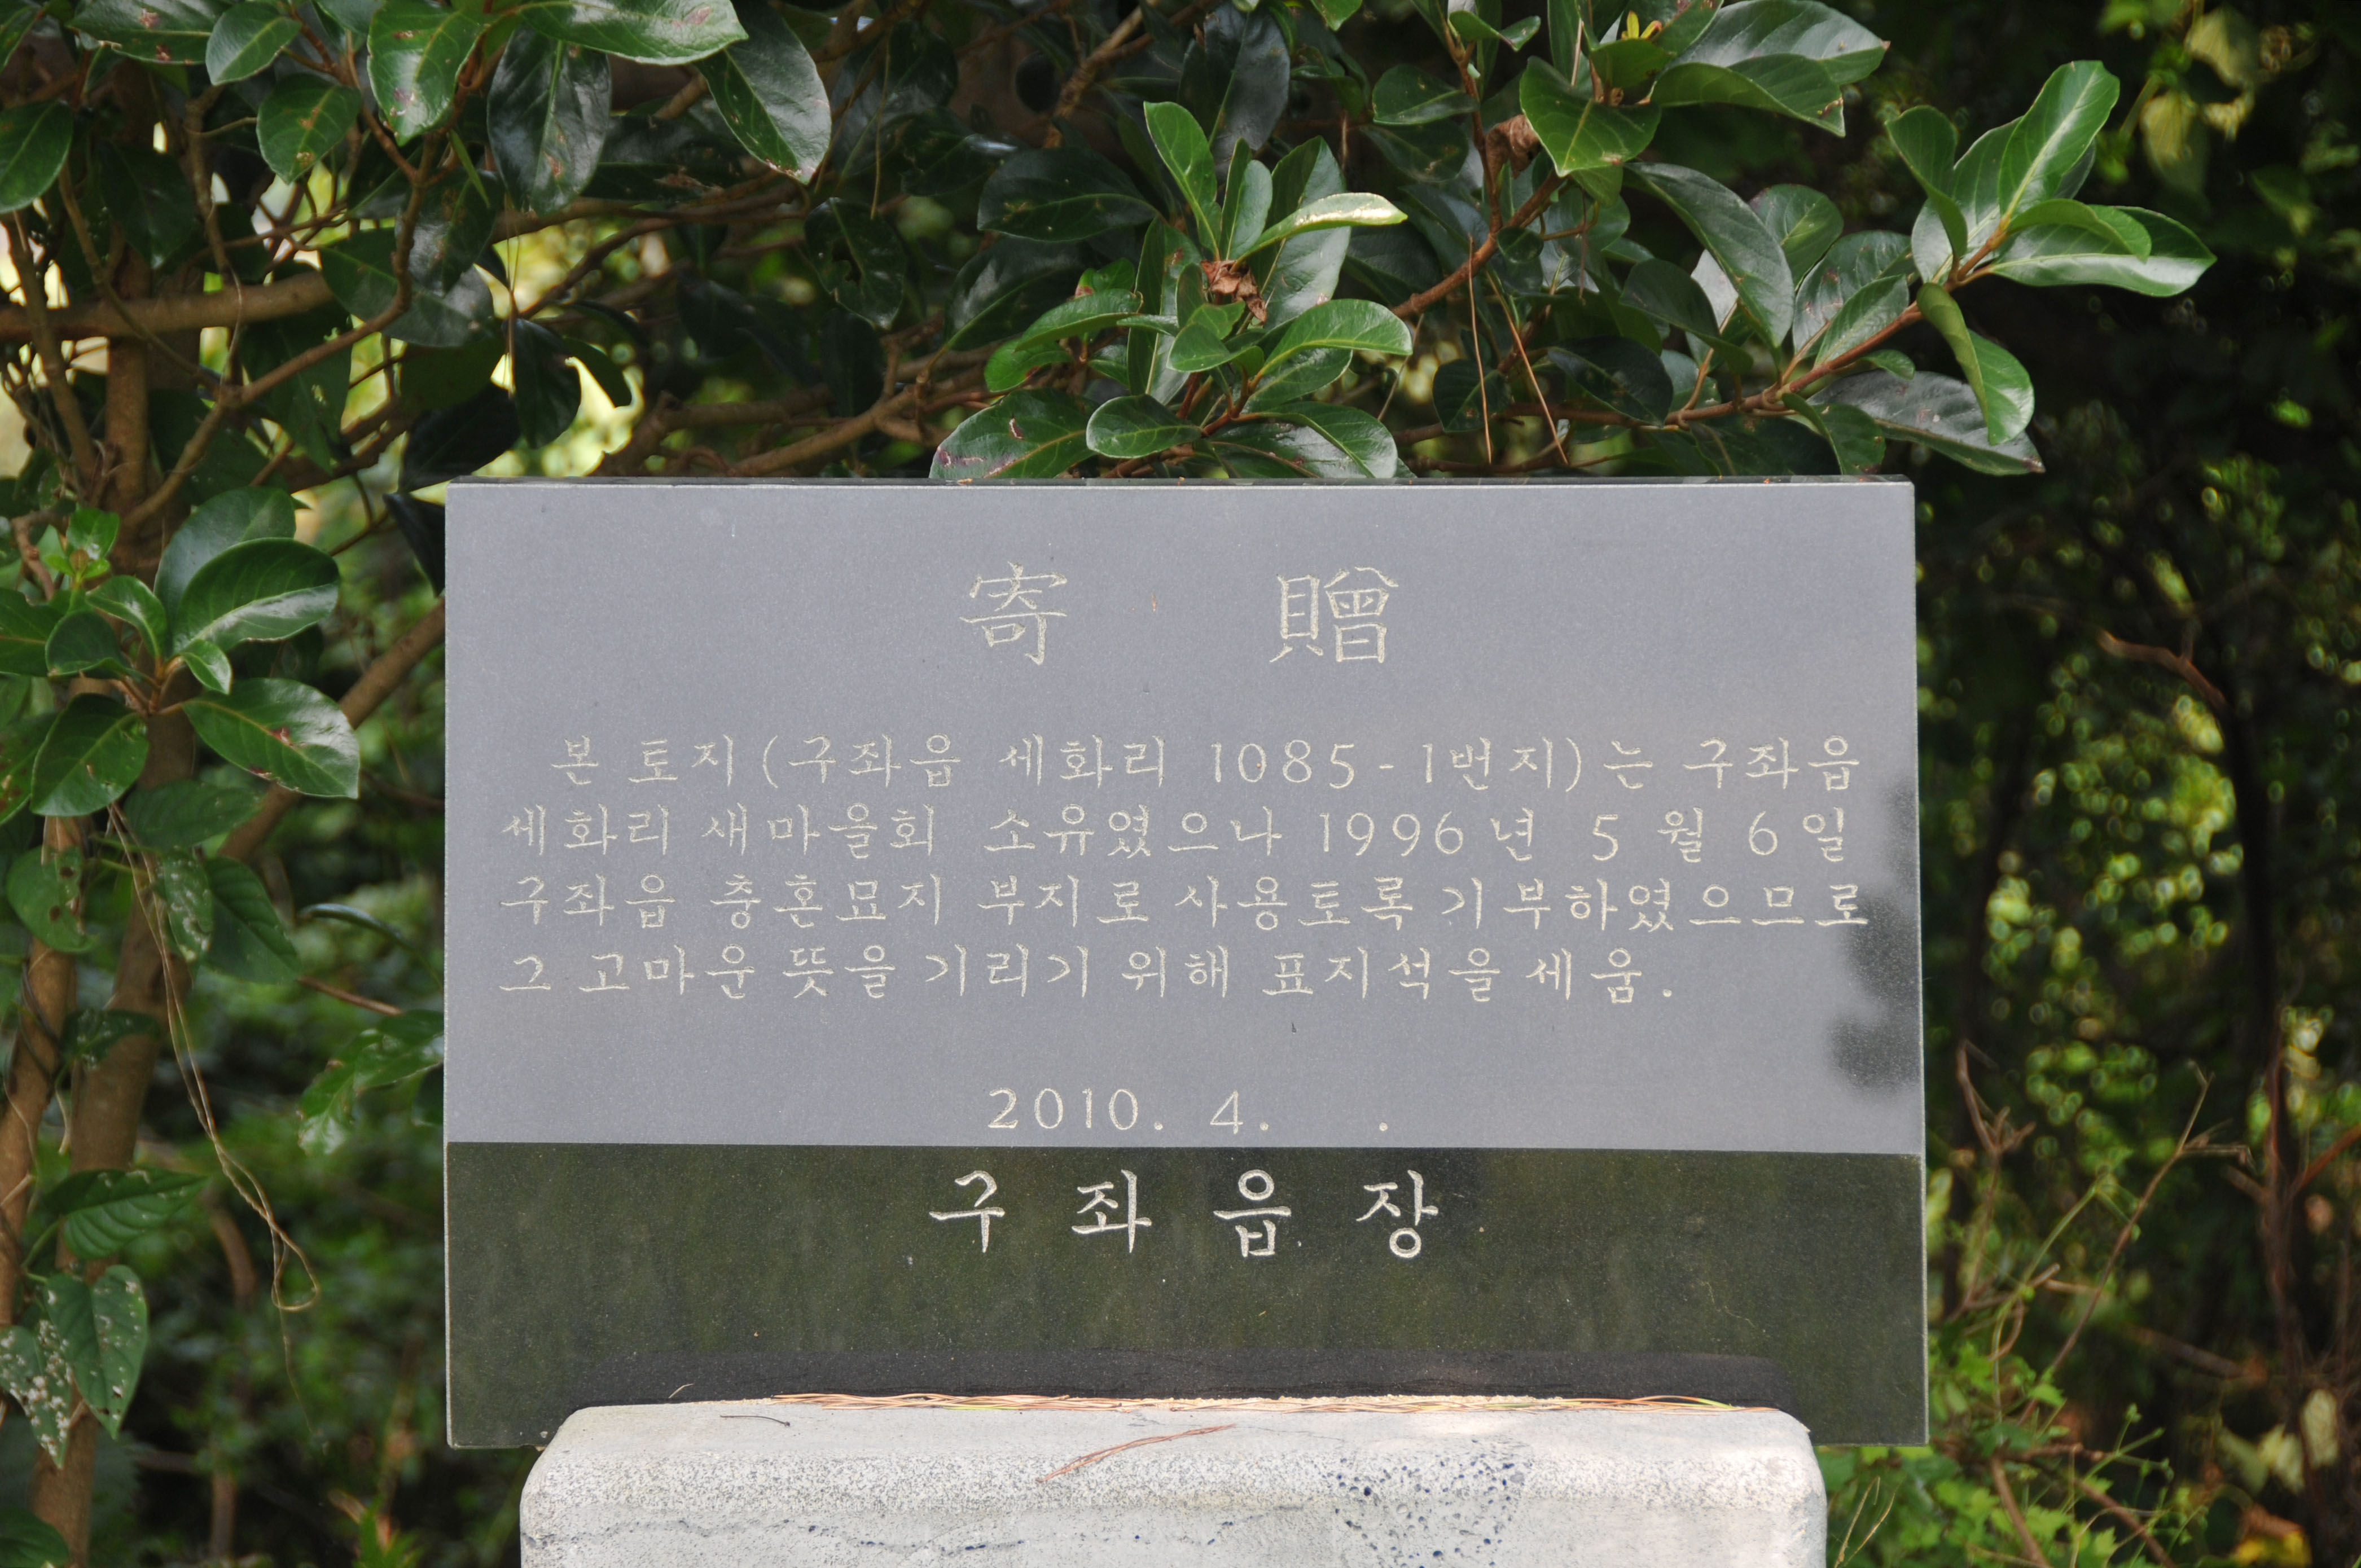 寄 贈
본 토지(구좌읍 세화리 1085-1번지)는 구좌읍
세화리 새마을회 소유였으나 1996년 5월 6일
구좌읍 충혼묘지 부지로 사용토록 기부하였으므로
그 고마운 뜻을 기리기 위해 표지석을 세움.
2010. 4. .
구 좌 읍 장